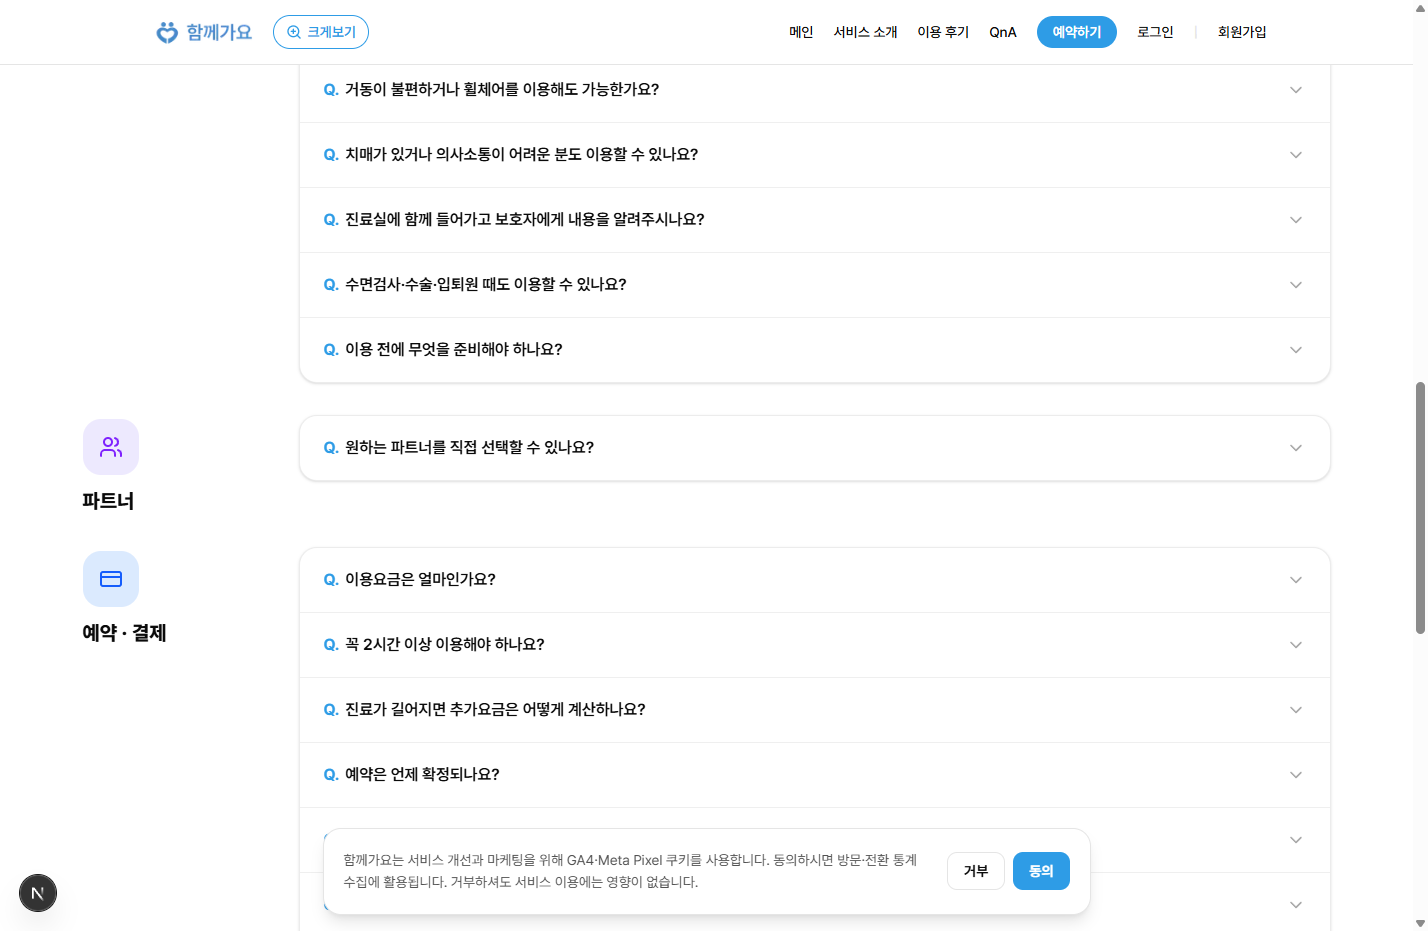 함께가요
크게보기
메인
서비스 소개
이용 후기
QnA
예약하기
로그인
회원가입
Q. 거동이 불편하거나 휠체어를 이용해도 가능한가요?
Q. 치매가 있거나 의사소통이 어려운 분도 이용할 수 있나요?
Q. 진료실에 함께 들어가고 보호자에게 내용을 알려주시나요?
Q. 수면검사·수술·입퇴원 때도 이용할 수 있나요?
Q. 이용 전에 무엇을 준비해야 하나요?
파트너
Q. 원하는 파트너를 직접 선택할 수 있나요?
예약 · 결제
Q. 이용요금은 얼마인가요?
Q. 꼭 2시간 이상 이용해야 하나요?
Q. 진료가 길어지면 추가요금은 어떻게 계산하나요?
Q. 예약은 언제 확정되나요?
함께가요는 서비스 개선과 마케팅을 위해 GA4·Meta Pixel 쿠키를 사용합니다. 동의하시면 방문·전환 통계
수집에 활용됩니다. 거부하셔도 서비스 이용에는 영향이 없습니다.
거부
동의
N